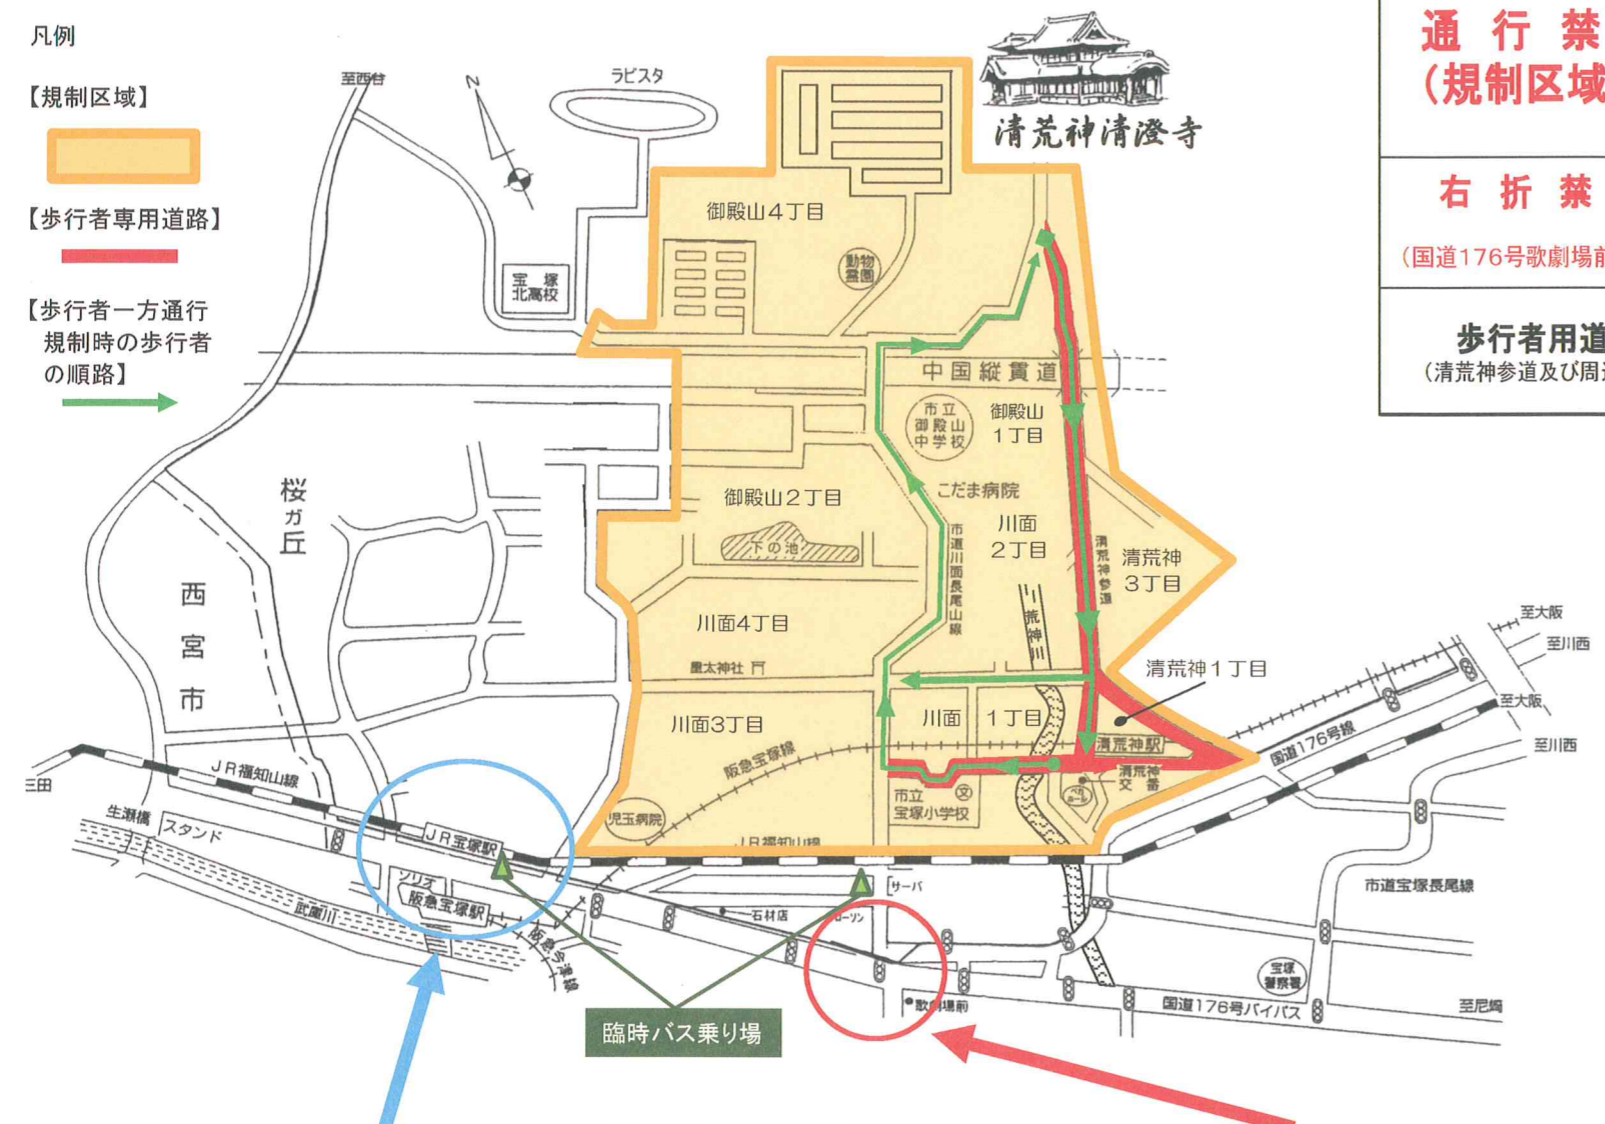 凡例
【規制区域】
【歩行者専用道路】
【歩行者一方通行
規制時の歩行者
の順路】
至西谷
N
ラビスタ
清荒神清澄寺
通行禁
(規制区域
右折禁
(国道176号歌劇場前
歩行者用道
(清荒神参道及び周
御殿山4丁目
動物
霊園
宝塚
北高校
中国縦貫道
市立
御殿山
中学校
御殿山
1丁目
桜ガ丘
御殿山2丁目
こだま病院
下の池
川面
2丁目
市道川面長尾山線
清荒神参道
清荒神
3丁目
西宮市
川面4丁目
荒神
至大阪
至川西
清荒神1丁目
至大阪
至川西
川面3丁目
川面 1丁目
清荒神駅
国道176号線
阪急宝塚線
JR福知山線
三田
清荒神
交番
ベガ
ホール
市立
文
宝塚小学校
児玉病院
JR福知山線
生瀬橋
スタンド
JR宝塚駅
ソリオ
阪急宝塚駅
武庫川
阪急今津線
石材店
ローソン
サーバ
市道宝塚長尾線
宝塚
警察署
歌劇場前
国道176号バイパス
至尼崎
臨時バス乗り場